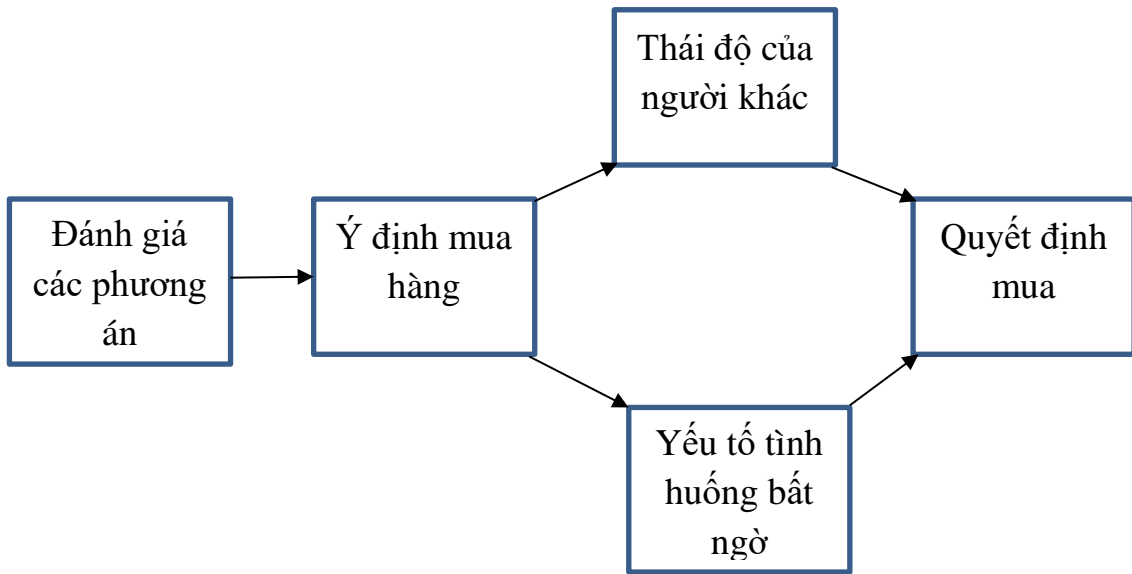 Đánh giá
các phương
án
Ý định mua
hàng
Thái độ của
người khác
Yếu tố tình
huống bất
ngờ
Quyết định
mua